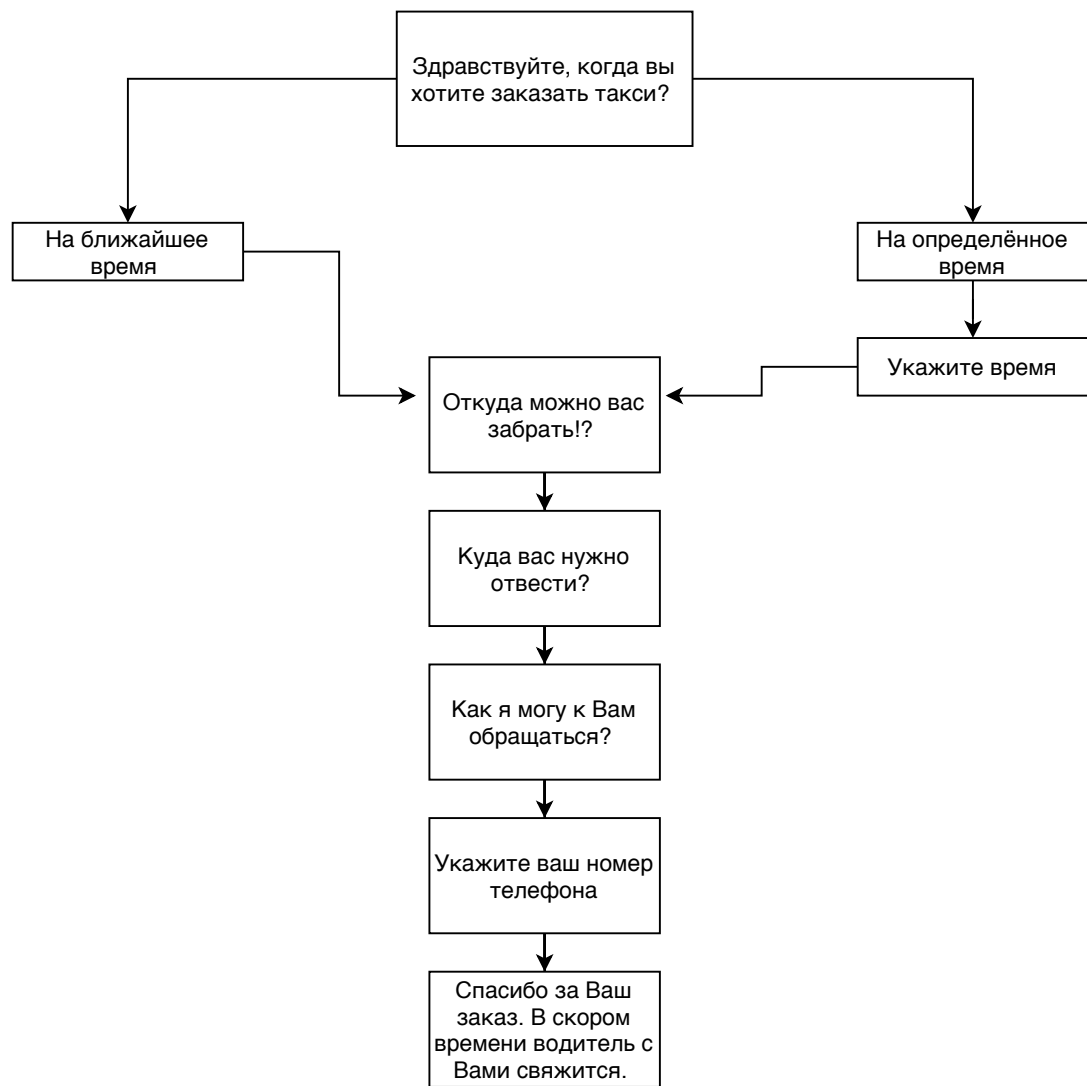 Здравствуйте, когда вы
хотите заказать такси?
На ближайшее
время
На определённое
время
Укажите время
Откуда можно вас
забрать!?
Куда вас нужно
отвести?
Как я могу к Вам
обращаться?
Укажите ваш номер
телефона
Спасибо за Ваш
заказ. В скором
времени водитель с
Вами свяжится.